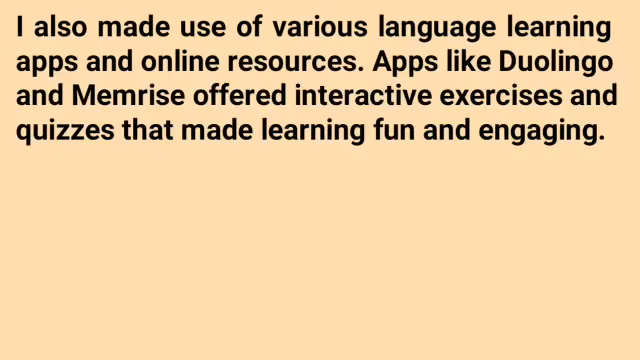 I also made use of various language learning
apps and online resources. Apps like Duolingo
and Memrise offered interactive exercises and
quizzes that made learning fun and engaging.